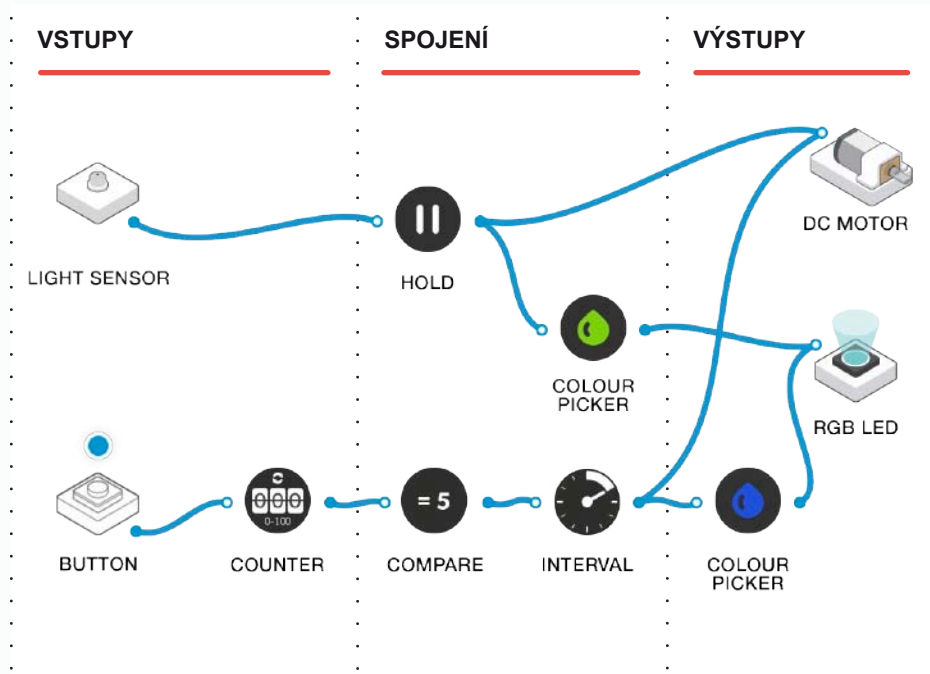 VSTUPY
SPOJENÍ
VÝSTUPY
LIGHT SENSOR
HOLD
DC MOTOR
COLOUR
PICKER
RGB LED
000
0-100
= 5
BUTTON
COUNTER
COMPARE
INTERVAL
COLOUR
PICKER